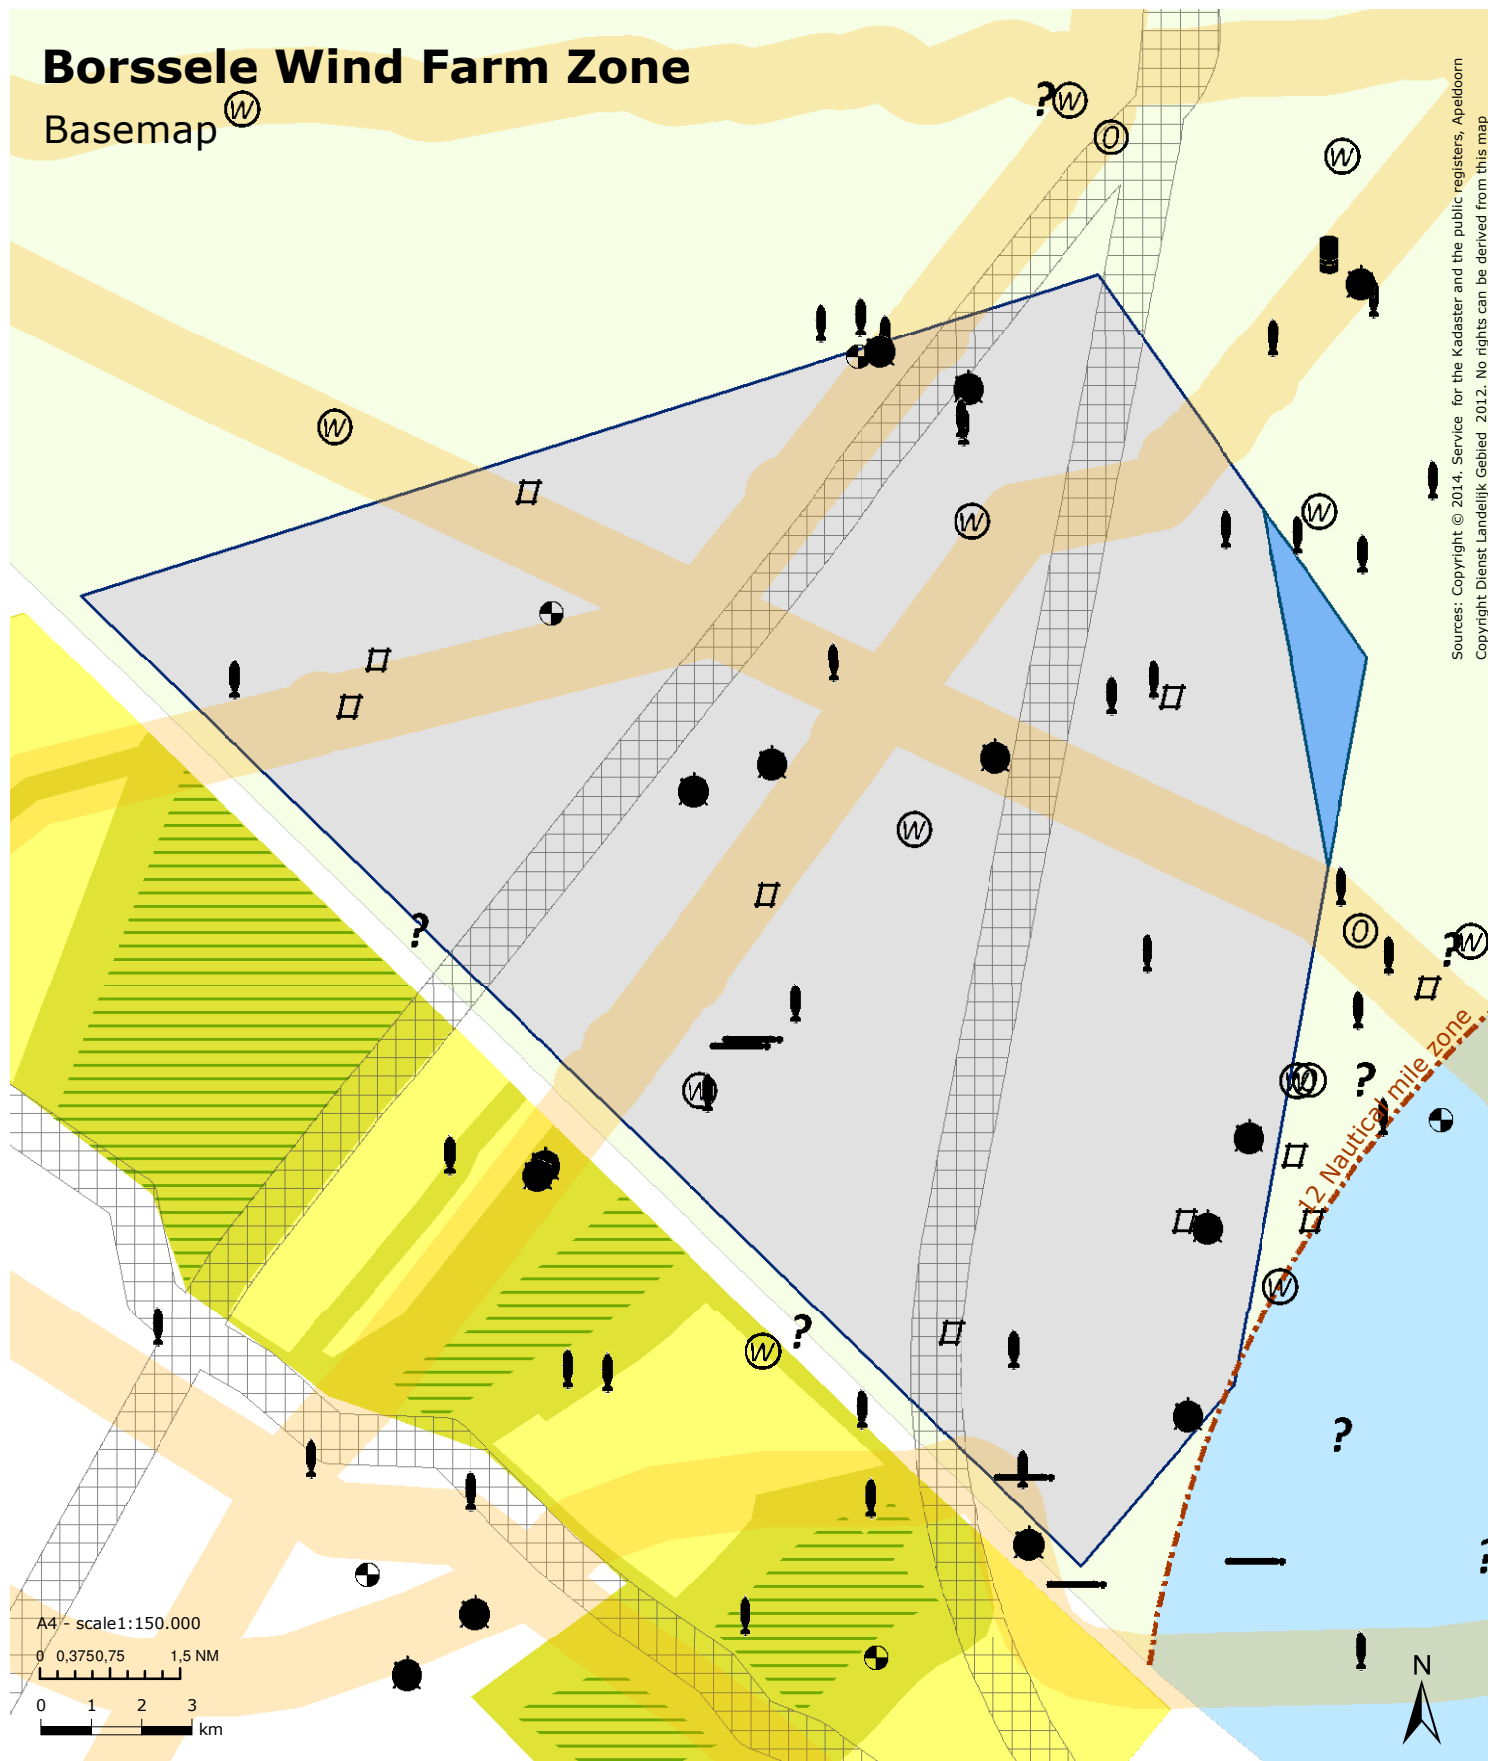 Borssele Wind Farm Zone
Basemap
W
? W
O
W
Sources: Copyright © 2014. Service for the Kadaster and the public registers, Apeldoorn
Copyright Dienst Landelijk Gebied 2012. No rights can be derived from this map
W
W
W
W
?
O
? W
12 Nautical mile zone
W
W O
?
W
W ?
?
?
A4 - scale1:150.000
0 0,3750,75 1,5 NM
0 1 2 3
km
N